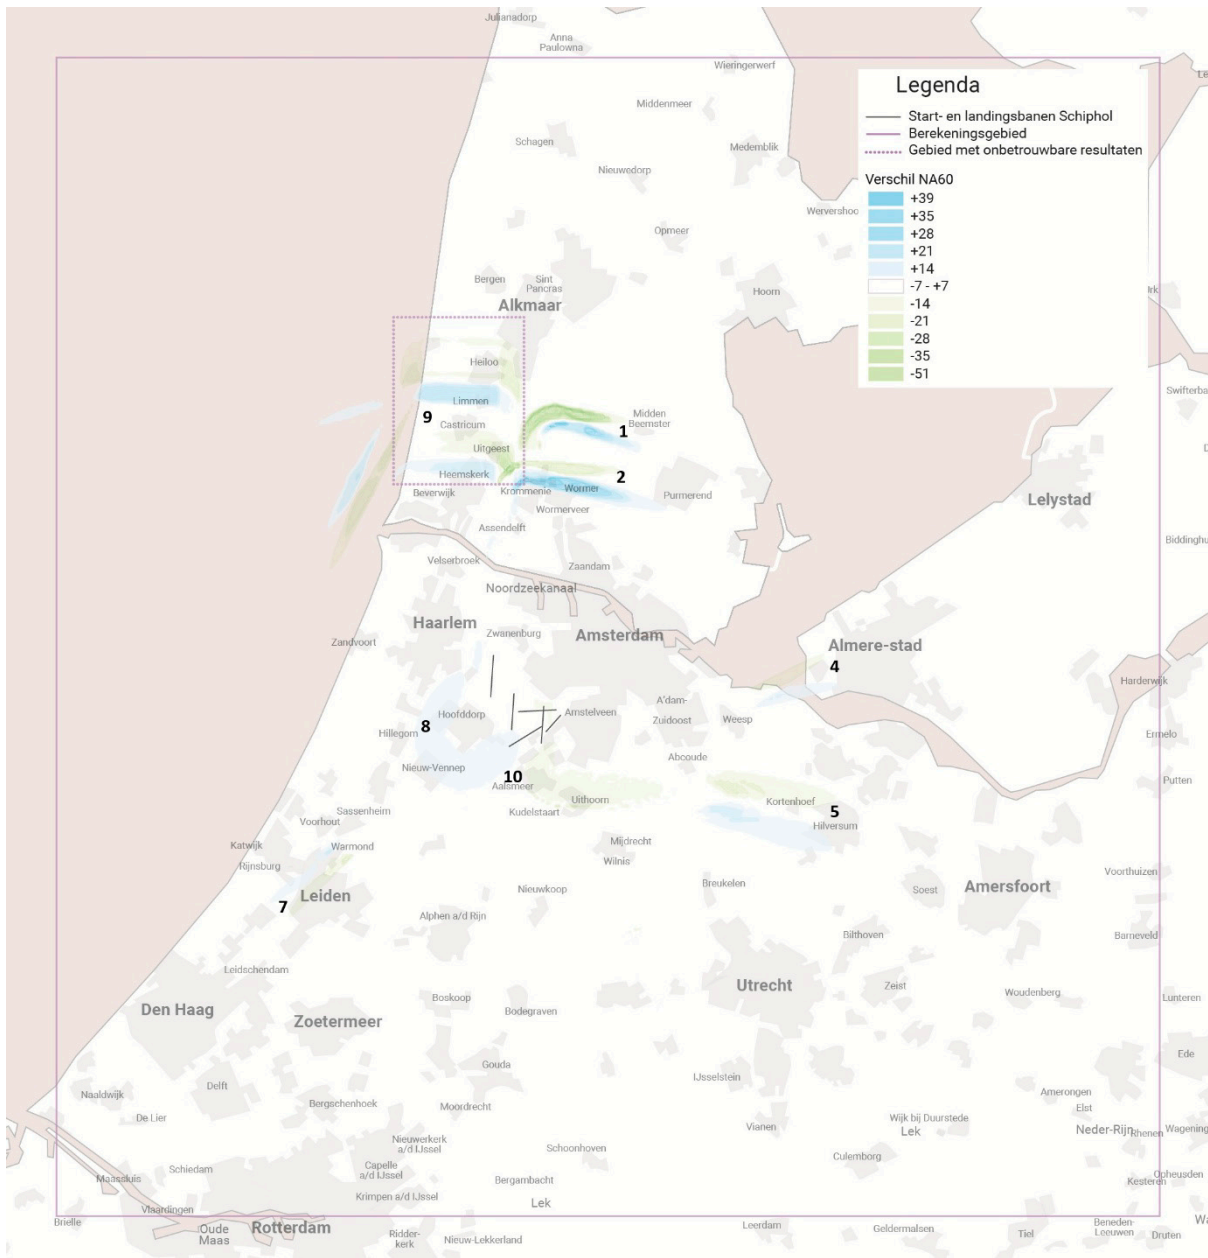 Julianadorp
Anna
Paulowna
Wieringerwerf
Legenda
Start- en landingsbanen Schiphol
Berekeningsgebied
Gebied met onbetrouwbare resultaten
Verschil NA60
+39
+35
+28
+21
+14
-7 - +7
-14
-21
-28
-35
-51
Middenmeer
Schagen
Medemblik
Nieuwedorp
Wervershoo
Opmeer
Bergen
Sint
Pancras
Hoorn
Alkmaar
Heiloo
Swifterba
Limmen
9
Midden
Beemster
1
Castricum
Uitgeest
2
Heemskerk
Krommenie
Wormer
Beverwijk
Purmerend
Lelystad
Wormerveer
Assendelft
Biddinghu
Velserbroek
Zaandam
Noordzeekanaal
Haarlem
Zwanenburg
Amsterdam
Zandvoort
Almere-stad
4
Harderwijk
A'dam-
Zuidoost
Hoofddorp
Amstelveen
Weesp
8
Hillegom
Ermelo
Abcoude
Nieuw-Vennep
10
Aalsmeer
Putten
Uithoorn
Kortenhoef
5
Sassenheim
Kudelstaart
Voorhout
Hilversum
Katwijk
Warmond
Mijdrecht
Rijnsburg
Wilnis
Voorthuizen
Leiden
Nieuwkoop
Breukelen
Soest
Amersfoort
7
Alphen a/d Rijn
Bilthoven
Barneveld
Leidschendam
Utrecht
Zeist
Woudenberg
Lunteren
Den Haag
Boskoop
Bodegraven
Zoetermeer
Ede
Gouda
IJsselstein
Delft
Naaldwijk
Amerongen
Bergschenhoek
Moordrecht
Elst
De Lier
Wijk bij Duurstede
Lek
Vianen
Neder-Rijn
Rhenen
Wagening
Nieuwerkerk
a/d IJssel
Schoonhoven
Culemborg
Schiedam
Capelle
a/d IJssel
Maassluis
Bergambacht
Opheusden
Kesteren
Krimpen a/d IJssel
Lek
Vlaardingen
Brielle
Oude
Maas
Rotterdam
Ridder-
kerk
Nieuw-Lekkerland
Leerdam
Geldermalsen
Tiel
Beneden-
Leeuwen
Druten